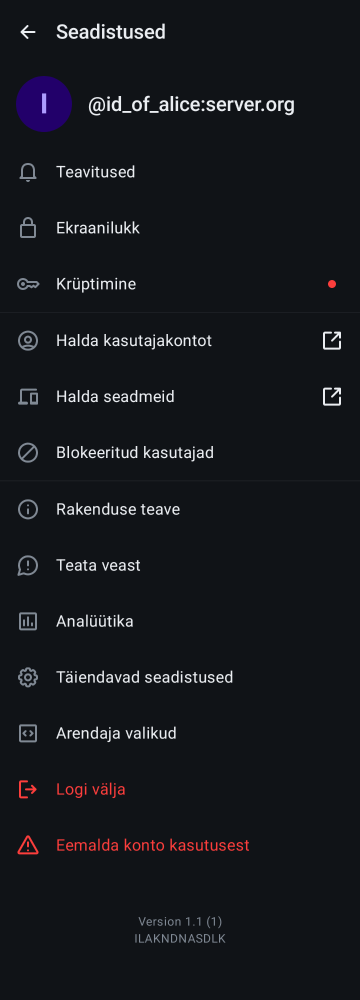 Seadistused
I
@id_of_alice:server.org
Teavitused
Ekraanilukk
Krüptimine
Halda kasutajakontot
Halda seadmeid
Blokeeritud kasutajad
Rakenduse teave
Teata veast
Analüütika
Täiendavad seadistused
Arendaja valikud
Logi välja
Eemalda konto kasutusest
Version 1.1 (1)
ILAKNDNASDLK